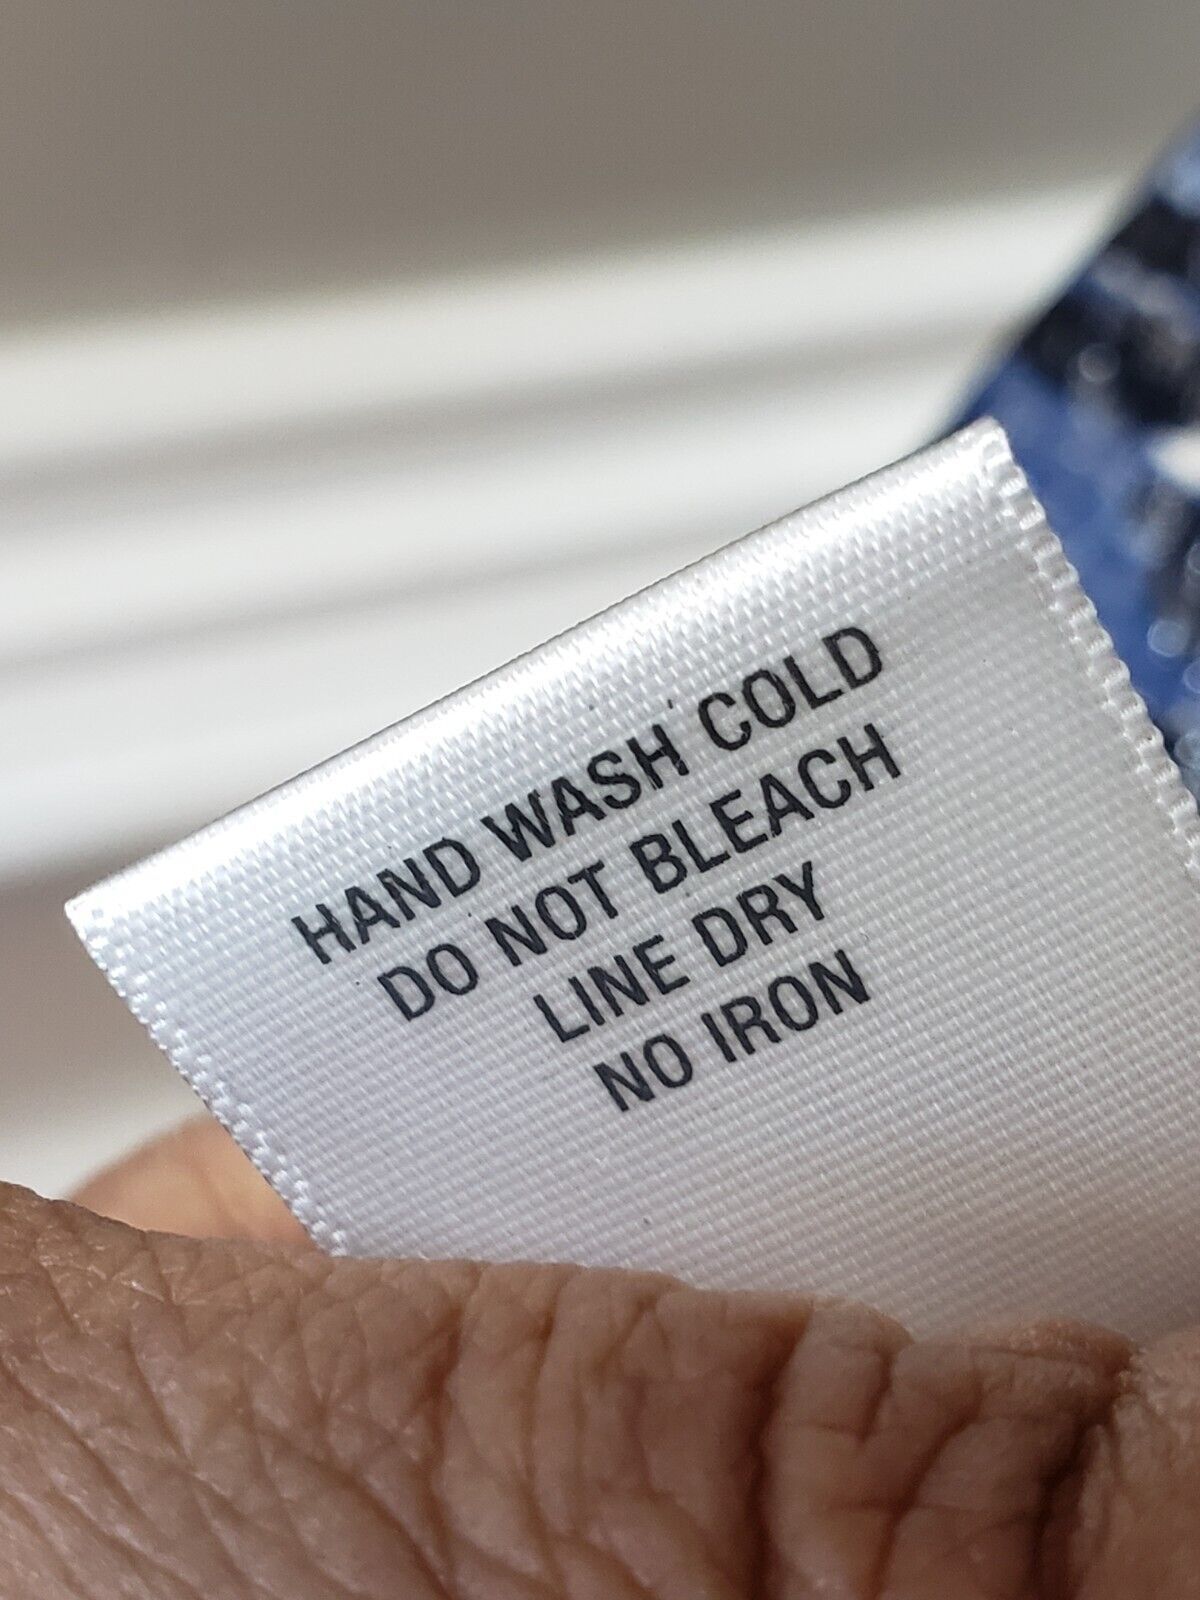 HAND WASH COLD
DO NOT BLEACH
LINE DRY
NO IRON